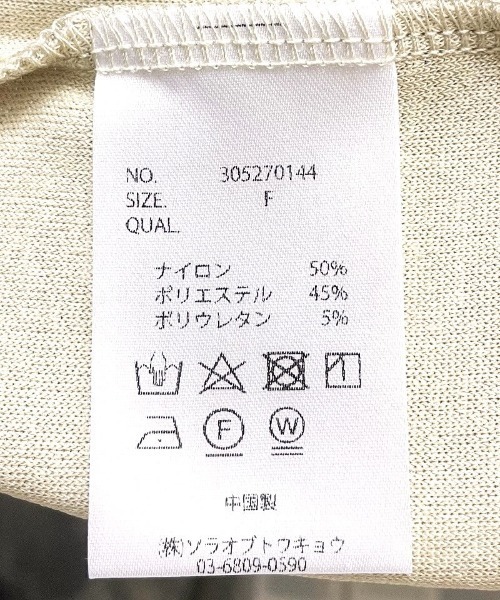 NO. 305270144
SIZE. F
QUAL.
ナイロン 50%
ポリエステル 45%
ポリウレタン 5%
F W
中国製
(株)ソラオブトウキョウ
03-6809-0590